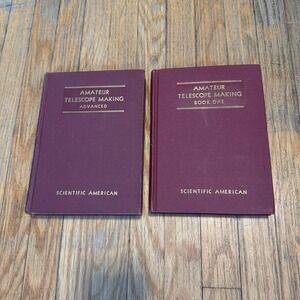 AMATEUR
TELESCOPE MAKING
ADVANCED
SCIENTIFIC AMERICAN
AMATEUR
TELESCOPE MAKING
BOOK ONE
SCIENTIFIC AMERICAN